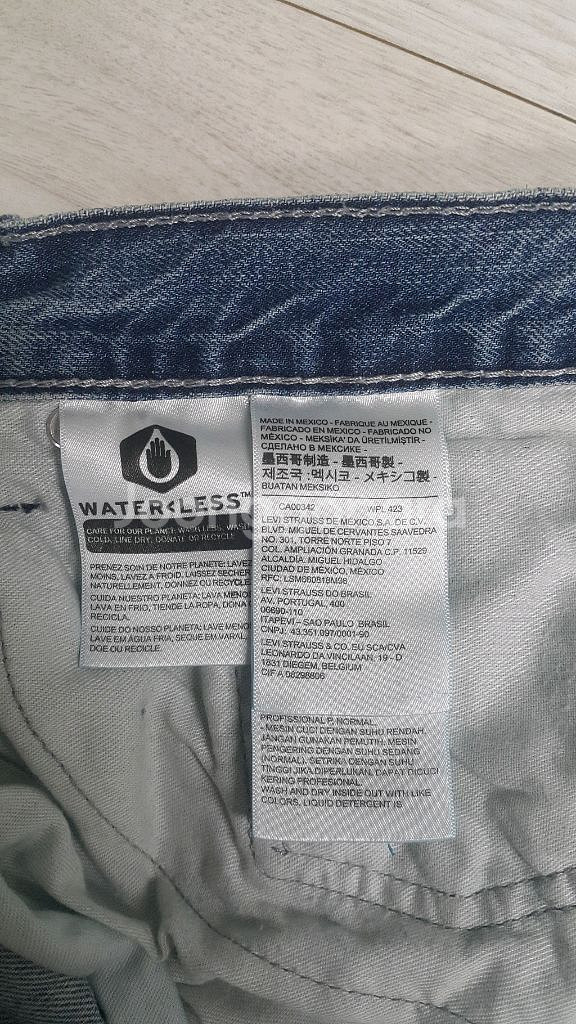 WATER<LESS™
CARE FOR OUR PLANET: WASH LESS, WASH
COLD, LINE DRY, DONATE OR RECYCLE
PRENEZ SOIN DE NOTRE PLANETE: LAVEZ
MOINS, LAVEZ A FROID, LAISSEZ SECHER
NATURELLEMENT, DONNEZ OU RECYCLE
CUIDA NUESTRO PLANETA: LAVA MENO
LAVA EN FRIO, TIENDE LA ROPA, DONA
RECICLA.
CUIDE DO NOSSO PLANETA: LAVE MENOS
LAVE EM AGUA FRIA, SEQUE EM VARAL,
DOE OU RECICLE.
MADE IN MEXICO - FABRIQUE AU MEXIQUE -
FABRICADO EN MEXICO - FABRICADO NO
MÉXICO - MEKSİKA' DA ÜRETİLMİŞTİR -
СДЕЛАНО В МЕКСИКЕ -
墨西哥制造 - 墨西哥製 -
제조국 :멕시코 - メキシコ製 -
BUATAN MEKSIKO
CA00342 WPL 423
LEVI STRAUSS DE MÉXICO,S.A. DE C.V.
BLVD. MIGUEL DE CERVANTES SAAVEDRA
NO. 301, TORRE NORTE PISO 7
COL. AMPLIACIÓN GRANADA C.P. 11529
ALCALDÍA. MIGUEL HIDALGO
CIUDAD DE MÉXICO, MÉXICO
RFC: LSM660818M98
LEVI STRAUSS DO BRASIL
AV. PORTUGAL, 400
06690-110
ITAPEVI – SAO PAULO BRASIL
CNPJ: 43.351.097/0001-90
LEVI STRAUSS & CO. EU SCA/CVA
LEONARDO DA VINCILAAN, 19 - D
1831 DIEGEM, BELGIUM
CIF A 08298806
PROFISSIONAL P, NORMAL.
- MESIN CUCI DENGAN SUHU RENDAH.
JANGAN GUNAKAN PEMUTIH. MESIN
PENGERING DENGAN SUHU SEDANG
(NORMAL). SETRIKA DENGAN SUHU
TINGGI JIKA DIPERLUKAN. DAPAT DICUCI
KERING PROFESIONAL.
WASH AND DRY INSIDE OUT WITH LIKE
COLORS. LIQUID DETERGENT IS